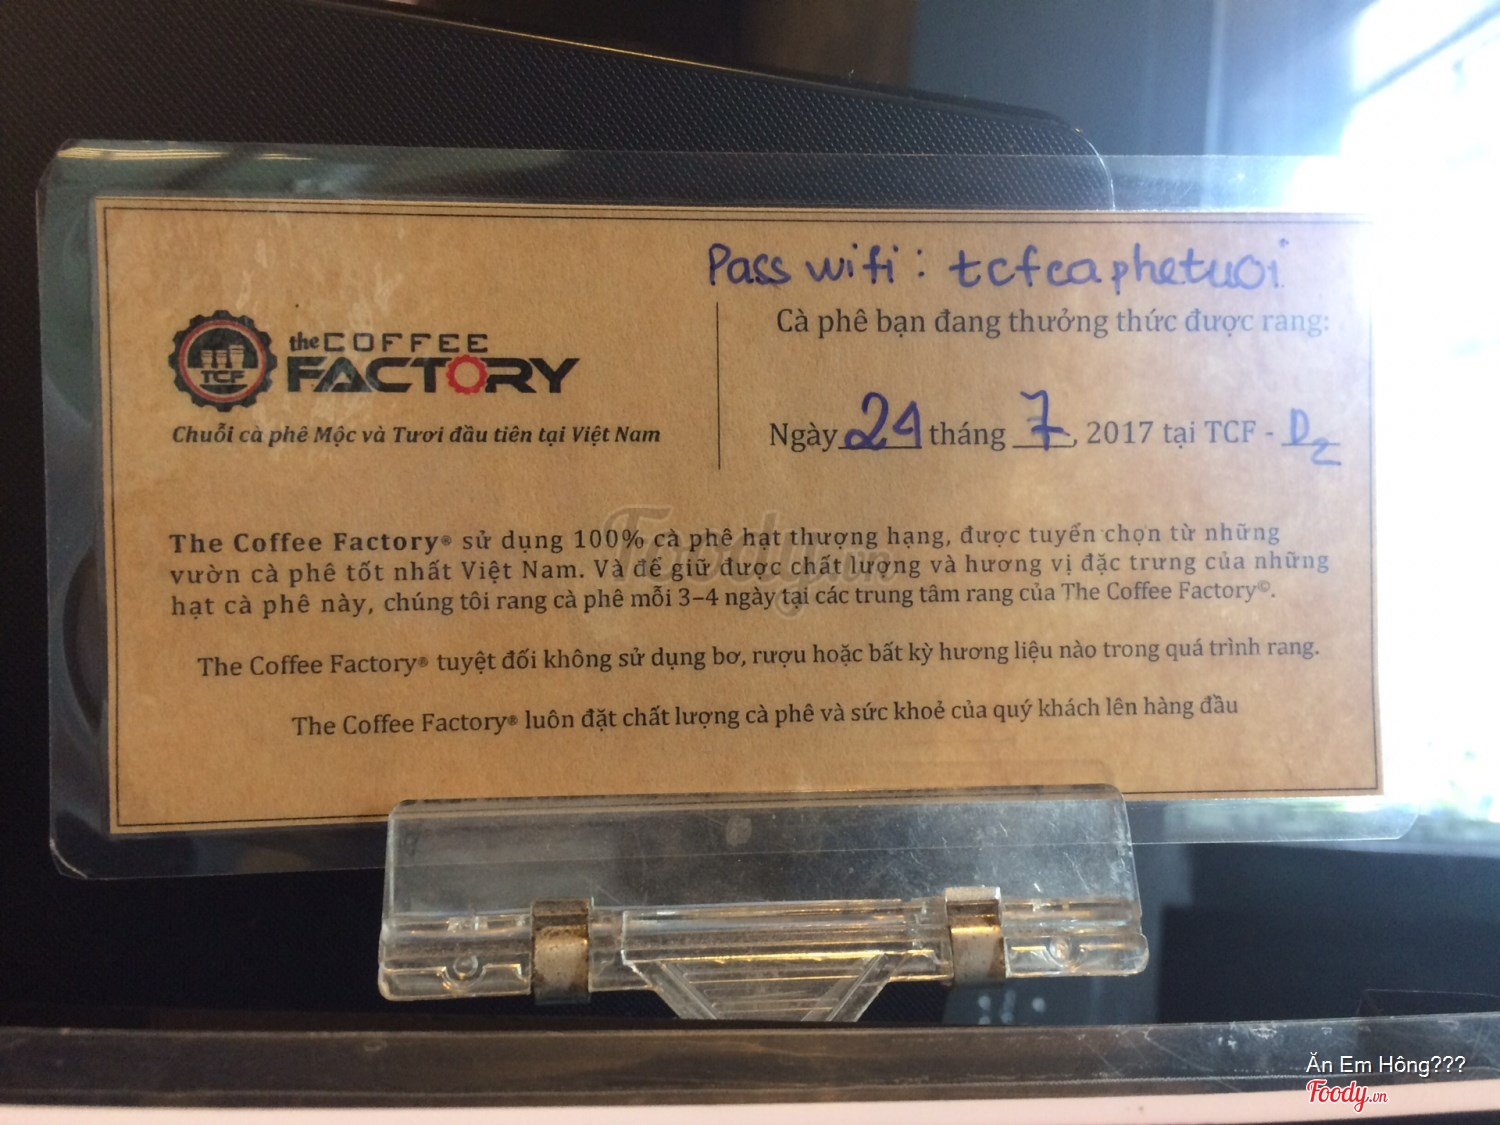 Pass wifi: tcfcaphetuoi
Cà phê bạn đang thưởng thức được rang:
the COFFEE
FACTORY
TCF
Chuỗi cà phê Mộc và Tươi đầu tiên tại Việt Nam
Ngày 24 tháng 7, 2017 tại TCF - D2
The Coffee Factory® sử dụng 100% cà phê hạt thượng hạng, được tuyển chọn từ những
vườn cà phê tốt nhất Việt Nam. Và để giữ được chất lượng và hương vị đặc trưng của những
hạt cà phê này, chúng tôi rang cà phê mỗi 3–4 ngày tại các trung tâm rang của The Coffee Factory©.
The Coffee Factory® tuyệt đối không sử dụng bơ, rượu hoặc bất kỳ hương liệu nào trong quá trình rang.
The Coffee Factory® luôn đặt chất lượng cà phê và sức khoẻ của quý khách lên hàng đầu
Foody.vn
Ăn Em Hông???
Foody.vn